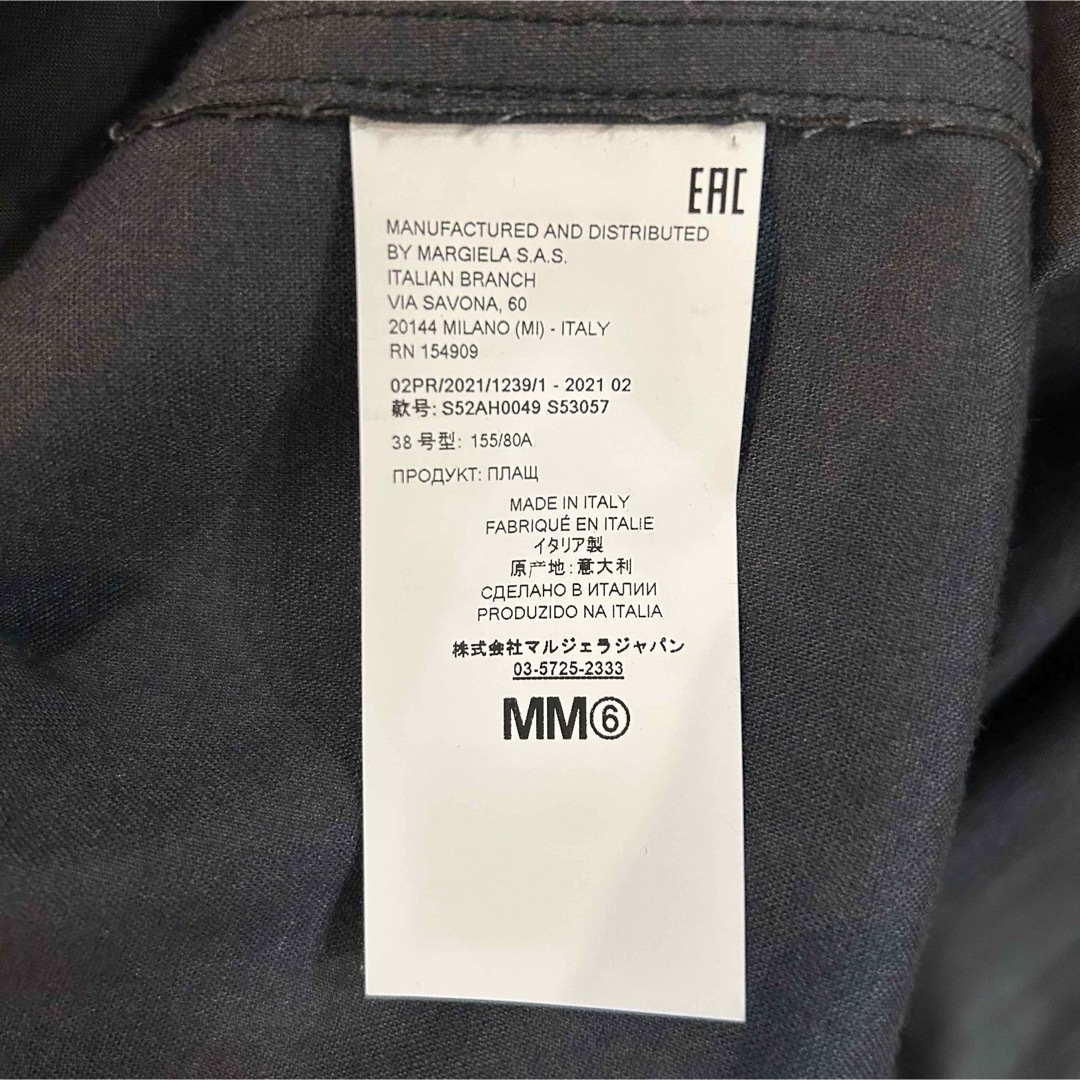 EAC
MANUFACTURED AND DISTRIBUTED
BY MARGIELA S.A.S.
ITALIAN BRANCH
VIA SAVONA, 60
20144 MILANO (MI) - ITALY
RN 154909
02PR/2021/1239/1 - 2021 02
款号: S52AH0049 S53057
38 号型: 155/80A
ПРОДУКТ: ПЛАЩ
MADE IN ITALY
FABRIQUÉ EN ITALIE
イタリア製
原产地: 意大利
СДЕЛАНО В ИТАЛИИ
PRODUZIDO NA ITALIA
株式会社マルジェラジャパン
03-5725-2333
MM⑥